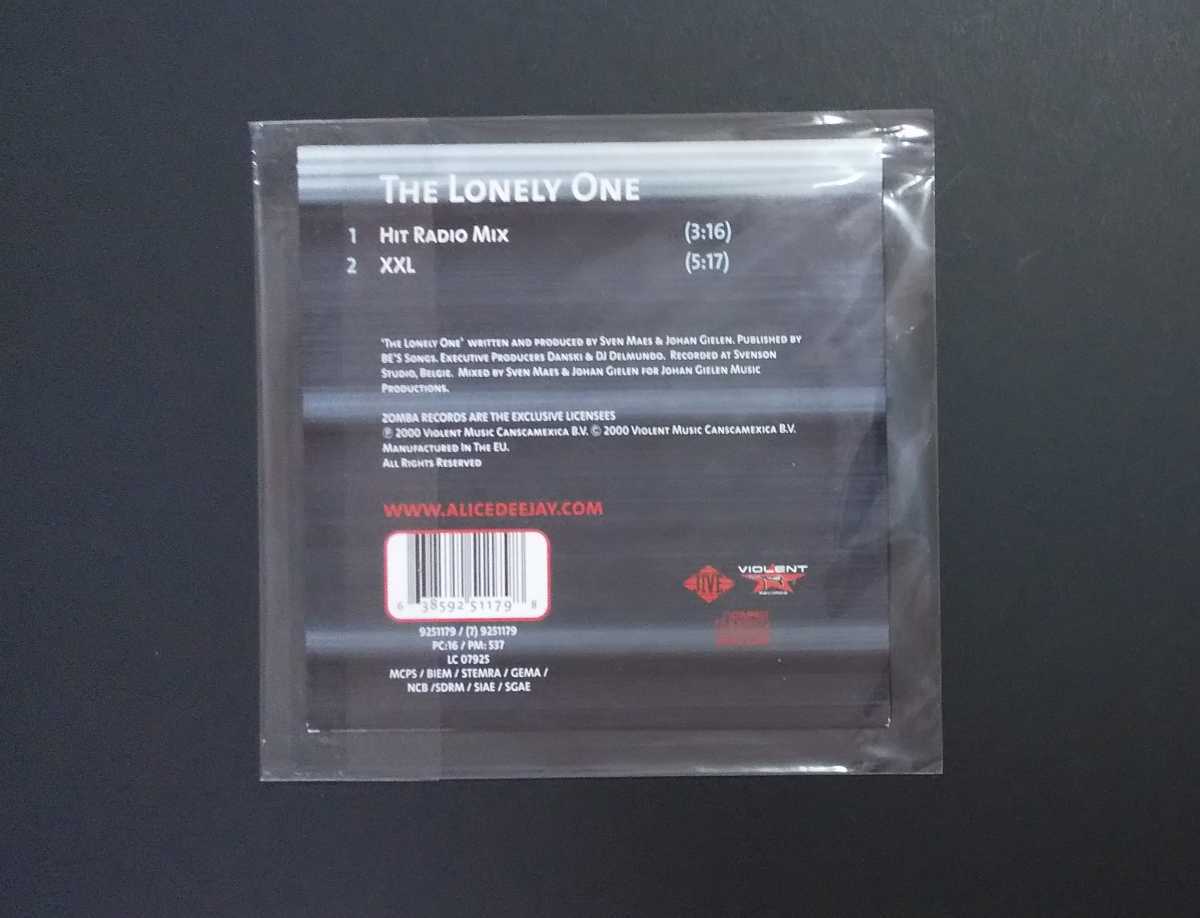 The Lonely One
1 Hit Radio Mix (3:16)
2 XXL (5:17)
'The Lonely One' written and produced by Sven Maes & Johan Gielen. Published by
BE'S Songs. Executive Producers Danski & DJ Delmundo. Recorded at Svenson
Studio, Belgie. Mixed by Sven Maes & Johan Gielen for Johan Gielen Music
Productions.
ZOMBA RECORDS ARE THE EXCLUSIVE LICENSEES
℗ 2000 Violent Music Canscamexica B.V. © 2000 Violent Music Canscamexica B.V.
Manufactured In The EU.
All Rights Reserved
WWW.ALICEDEEJAY.COM
6 38592 51179 8
JIVE
VIOLENT
RECORDS
9251179 / (7) 9251179
PC:16 / PM: 537
LC 07925
MCPS / BIEM / STEMRA / GEMA /
NCB /SDRM / SIAE / SGAE